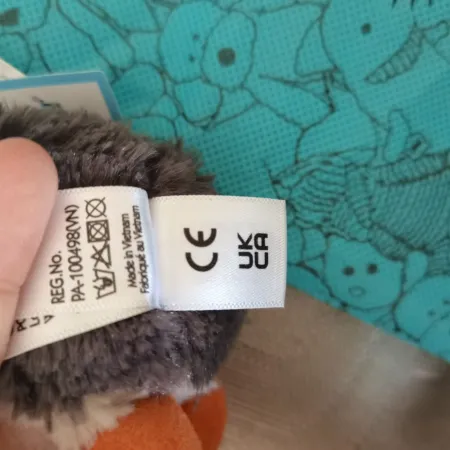 REG.No.
PA-100498(VN)
Made in Vietnam
Fabriqué au Vietnam
CE
UK
CA